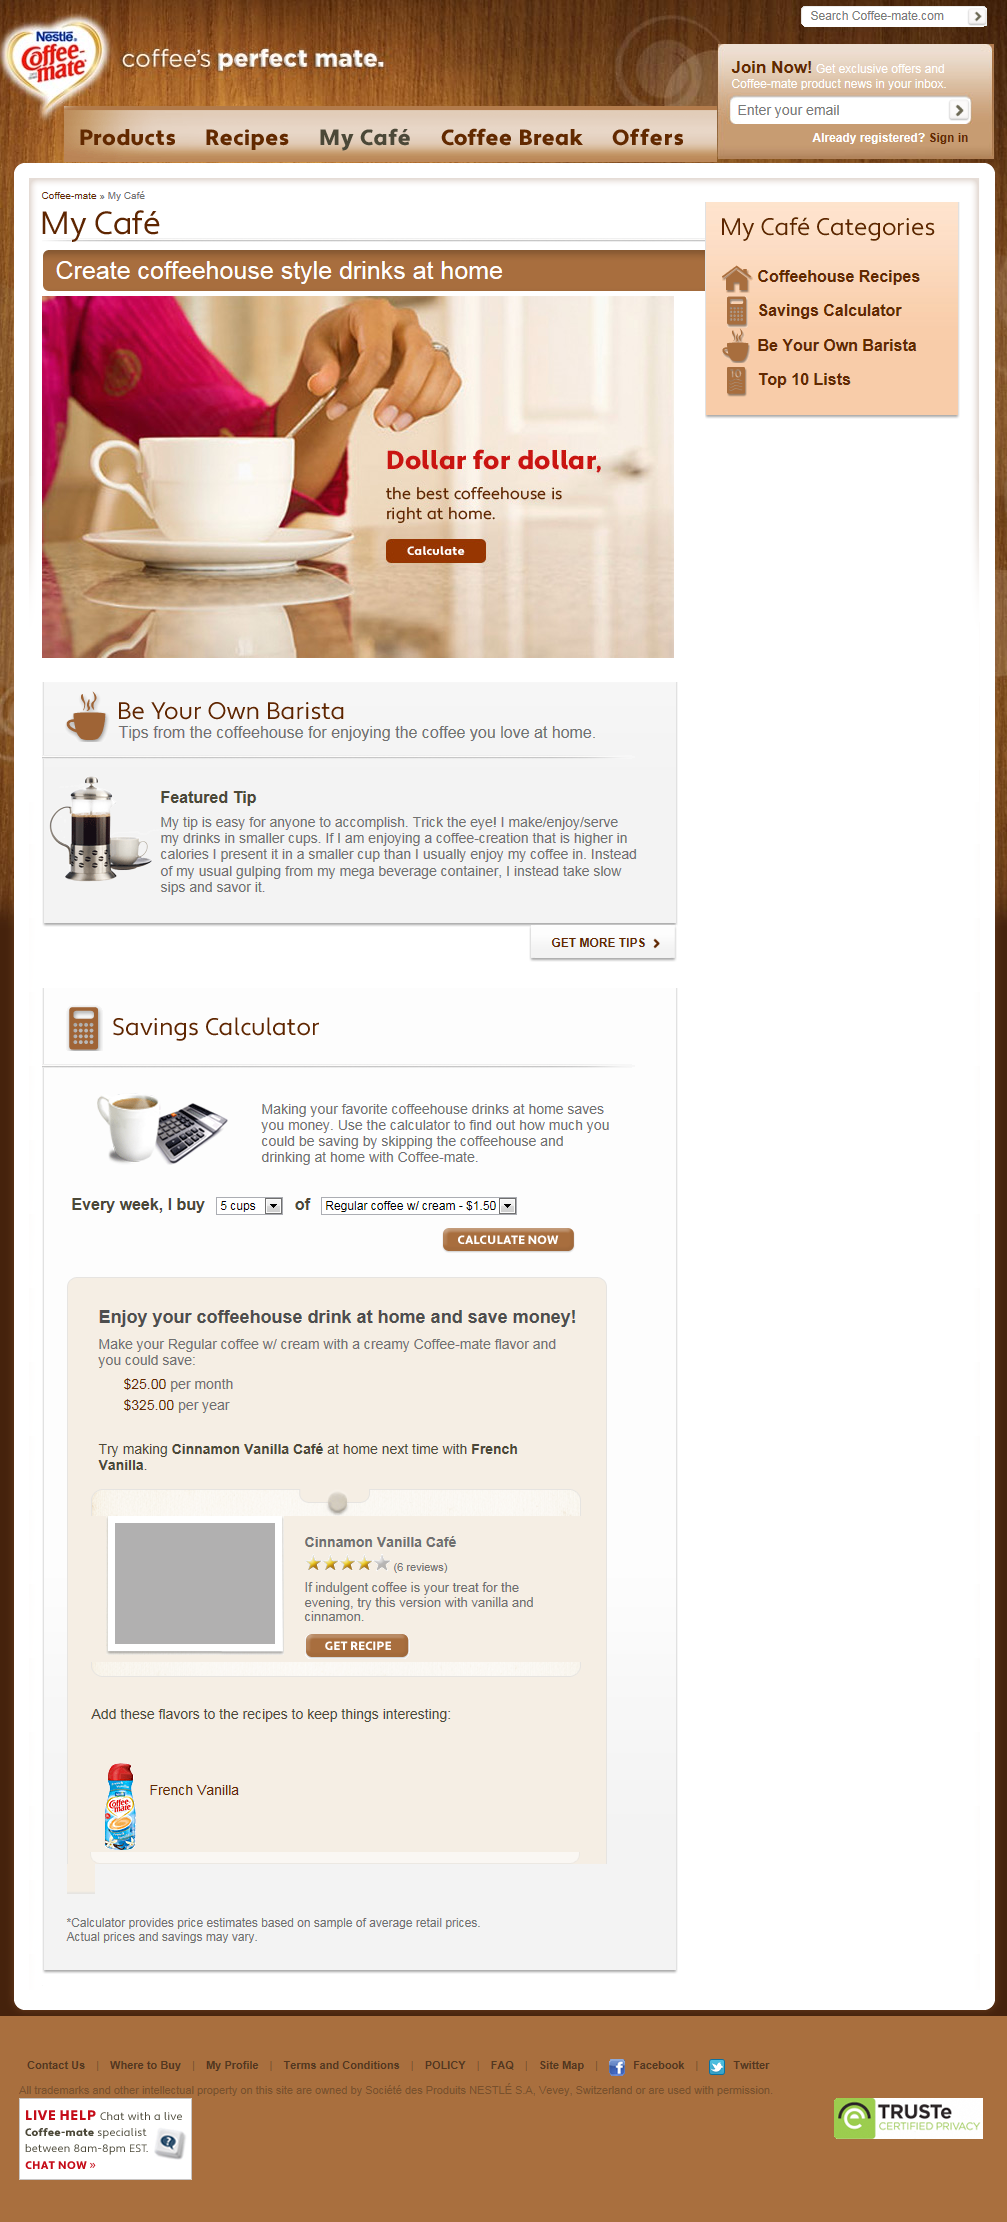 Search Coffee-mate.com
Nestlé
Coffee-
mate
coffee's perfect mate.
Join Now! Get exclusive offers and
Coffee-mate product news in your inbox.
Enter your email
Already registered? Sign in
Products Recipes My Café Coffee Break Offers
Coffee-mate » My Café
My Café
Create coffeehouse style drinks at home
My Café Categories
Coffeehouse Recipes
Savings Calculator
Be Your Own Barista
Top 10 Lists
Dollar for dollar,
the best coffeehouse is
right at home.
Calculate
Be Your Own Barista
Tips from the coffeehouse for enjoying the coffee you love at home.
Featured Tip
My tip is easy for anyone to accomplish. Trick the eye! I make/enjoy/serve
my drinks in smaller cups. If I am enjoying a coffee-creation that is higher in
calories I present it in a smaller cup than I usually enjoy my coffee in. Instead
of my usual gulping from my mega beverage container, I instead take slow
sips and savor it.
GET MORE TIPS
Savings Calculator
Making your favorite coffeehouse drinks at home saves
you money. Use the calculator to find out how much you
could be saving by skipping the coffeehouse and
drinking at home with Coffee-mate.
Every week, I buy 5 cups of Regular coffee w/ cream - $1.50
CALCULATE NOW
Enjoy your coffeehouse drink at home and save money!
Make your Regular coffee w/ cream with a creamy Coffee-mate flavor and
you could save:
$25.00 per month
$325.00 per year
Try making Cinnamon Vanilla Café at home next time with French
Vanilla.
Cinnamon Vanilla Café
(6 reviews)
If indulgent coffee is your treat for the
evening, try this version with vanilla and
cinnamon.
GET RECIPE
Add these flavors to the recipes to keep things interesting:
Coffee-
mate
French Vanilla
*Calculator provides price estimates based on sample of average retail prices.
Actual prices and savings may vary.
Contact Us | Where to Buy | My Profile | Terms and Conditions | POLICY | FAQ | Site Map | Facebook | Twitter
All trademarks and other intellectual property on this site are owned by Société des Produits NESTLÉ S.A, Vevey, Switzerland or are used with permission.
LIVE HELP Chat with a live
Coffee-mate specialist
between 8am-8pm EST.
CHAT NOW »
TRUSTe
CERTIFIED PRIVACY